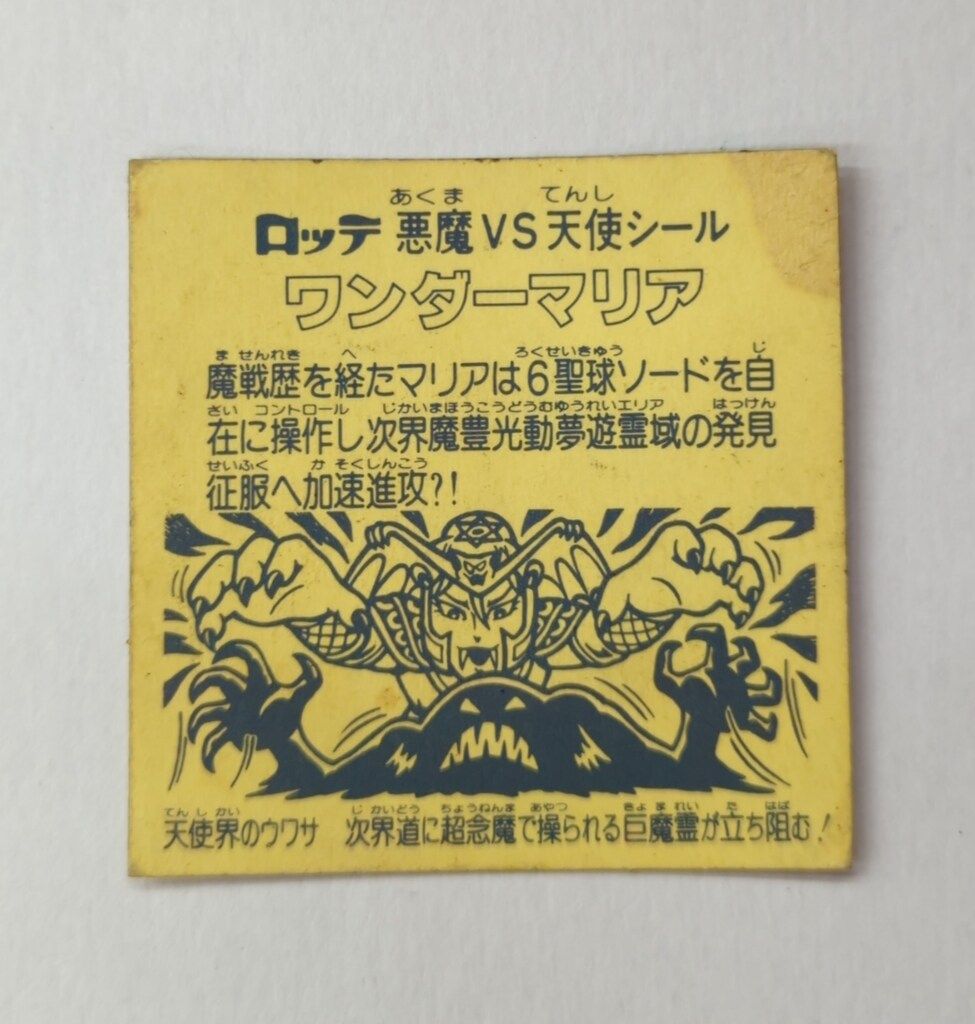 ロッテ 悪魔VS天使シール
ワンダーマリア
魔戦歴を経たマリアは6聖球ソードを自
在に操作し次界魔豊光動夢遊霊域の発見
征服へ加速進攻?!
天使界のウワサ 次界道に超念魔で操られる巨魔霊が立ち阻む!